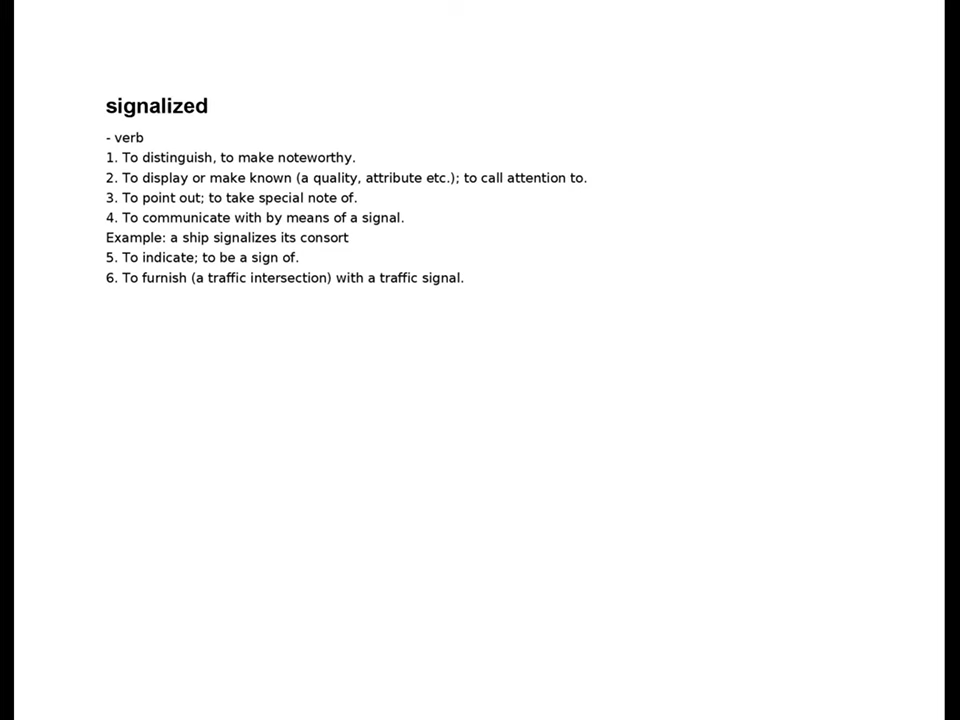 signalized
- verb
1. To distinguish, to make noteworthy.
2. To display or make known (a quality, attribute etc.); to call attention to.
3. To point out; to take special note of.
4. To communicate with by means of a signal.
Example: a ship signalizes its consort
5. To indicate; to be a sign of.
6. To furnish (a traffic intersection) with a traffic signal.